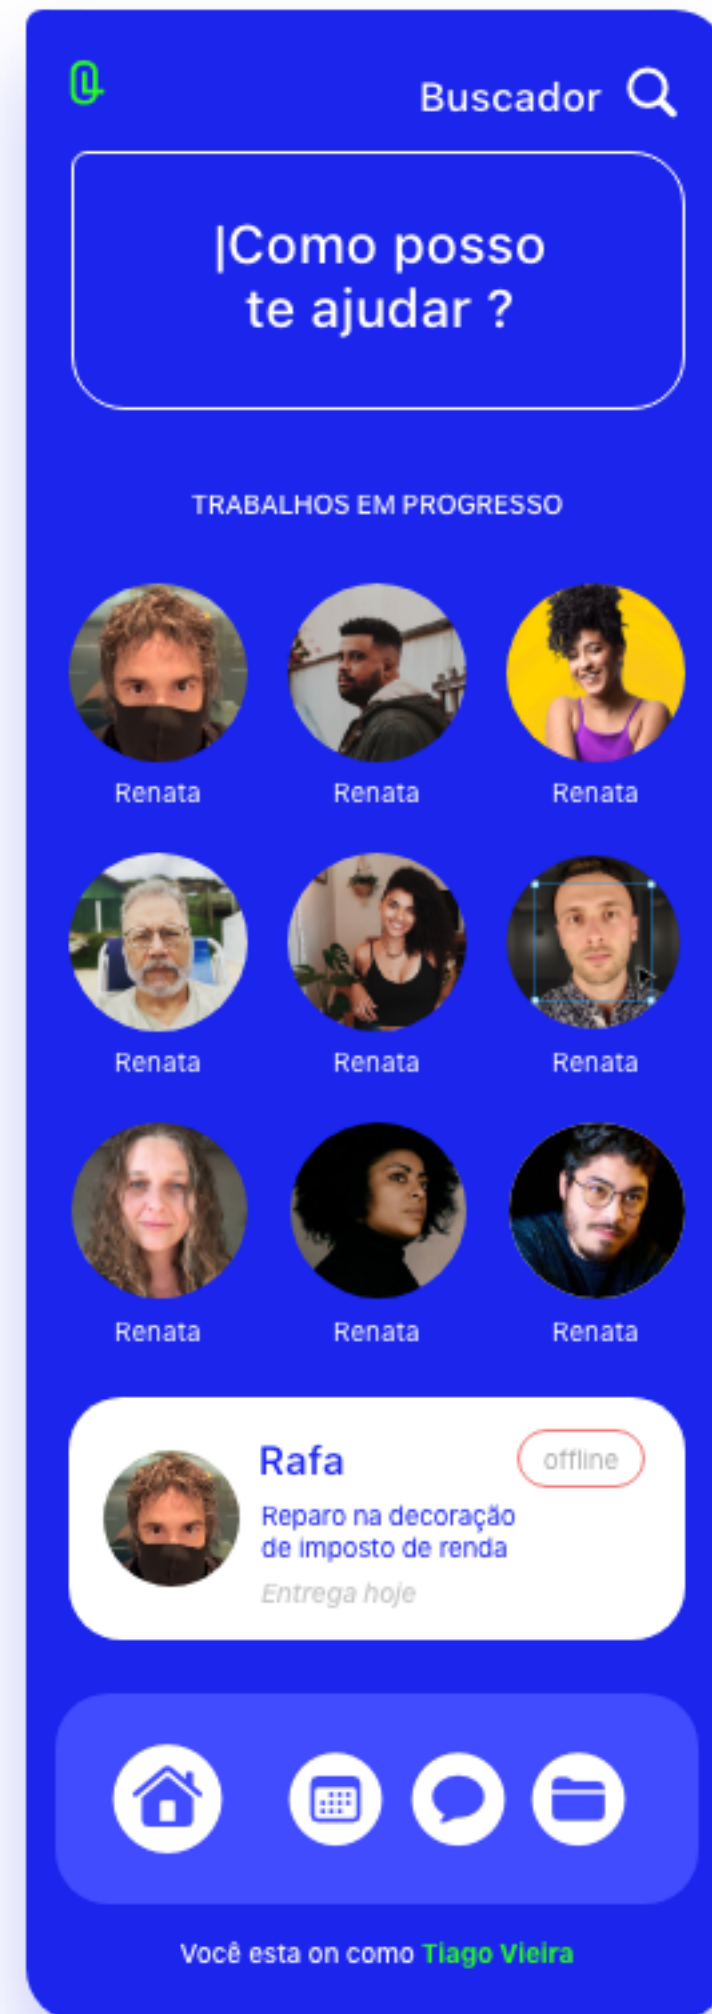 Buscador
|Como posso
te ajudar ?
TRABALHOS EM PROGRESSO
Renata Renata Renata
Renata Renata Renata
Renata Renata Renata
Rafa
offline
Reparo na decoração
de imposto de renda
Entrega hoje
Você esta on como Tiago Vieira